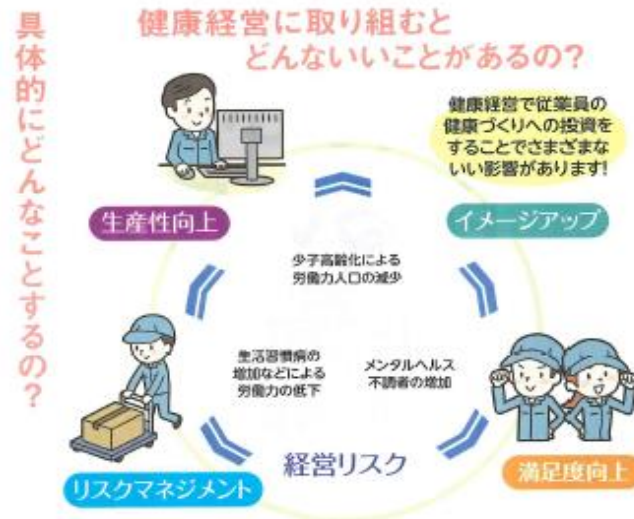 具体的にどんなことするの？
健康経営に取り組むと
どんないいことがあるの？
健康経営で従業員の
健康づくりへの投資を
することでさまざまな
いい影響があります！
生産性向上
イメージアップ
少子高齢化による
労働力人口の減少
生活習慣病の
増加などによる
労働力の低下
メンタルヘルス
不調者の増加
経営リスク
リスクマネジメント
満足度向上